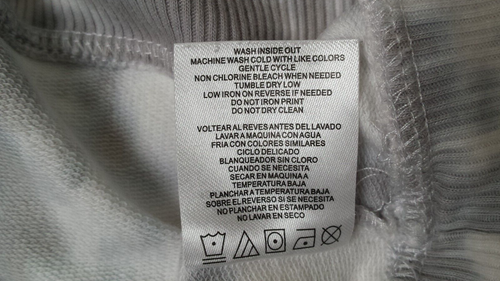 WASH INSIDE OUT
MACHINE WASH COLD WITH LIKE COLORS
GENTLE CYCLE
NON CHLORINE BLEACH WHEN NEEDED
TUMBLE DRY LOW
LOW IRON ON REVERSE IF NEEDED
DO NOT IRON PRINT
DO NOT DRY CLEAN
VOLTEAR AL REVES ANTES DEL LAVADO
LAVAR A MAQUINA CON AGUA
FRIA CON COLORES SIMILARES
CICLO DELICADO
BLANQUEADOR SIN CLORO
CUANDO SE NECESITA
SECAR EN MAQUINA A
TEMPERATURA BAJA
PLANCHAR A TEMPERATURA BAJA
SOBRE EL REVERSO SI SE NECESITA
NO PLANCHAR EN ESTAMPADO
NO LAVAR EN SECO